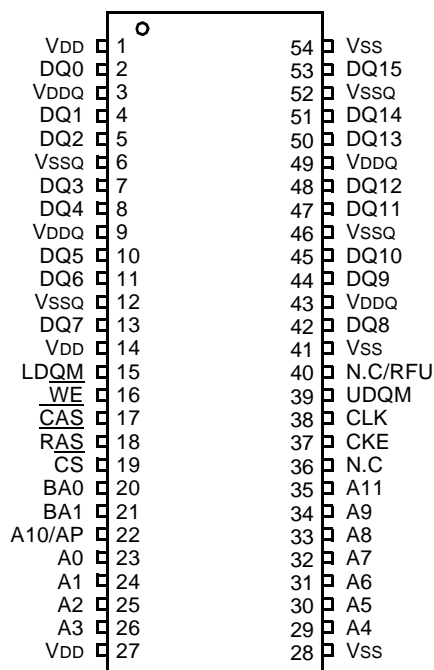 VDD 1 54 VSS
DQ0 2 53 DQ15
VDDQ 3 52 VSSQ
DQ1 4 51 DQ14
DQ2 5 50 DQ13
VSSQ 6 49 VDDQ
DQ3 7 48 DQ12
DQ4 8 47 DQ11
VDDQ 9 46 VSSQ
DQ5 10 45 DQ10
DQ6 11 44 DQ9
VSSQ 12 43 VDDQ
DQ7 13 42 DQ8
VDD 14 41 VSS
LDQM 15 40 N.C/RFU
WE 16 39 UDQM
CAS 17 38 CLK
RAS 18 37 CKE
CS 19 36 N.C
BA0 20 35 A11
BA1 21 34 A9
A10/AP 22 33 A8
A0 23 32 A7
A1 24 31 A6
A2 25 30 A5
A3 26 29 A4
VDD 27 28 VSS